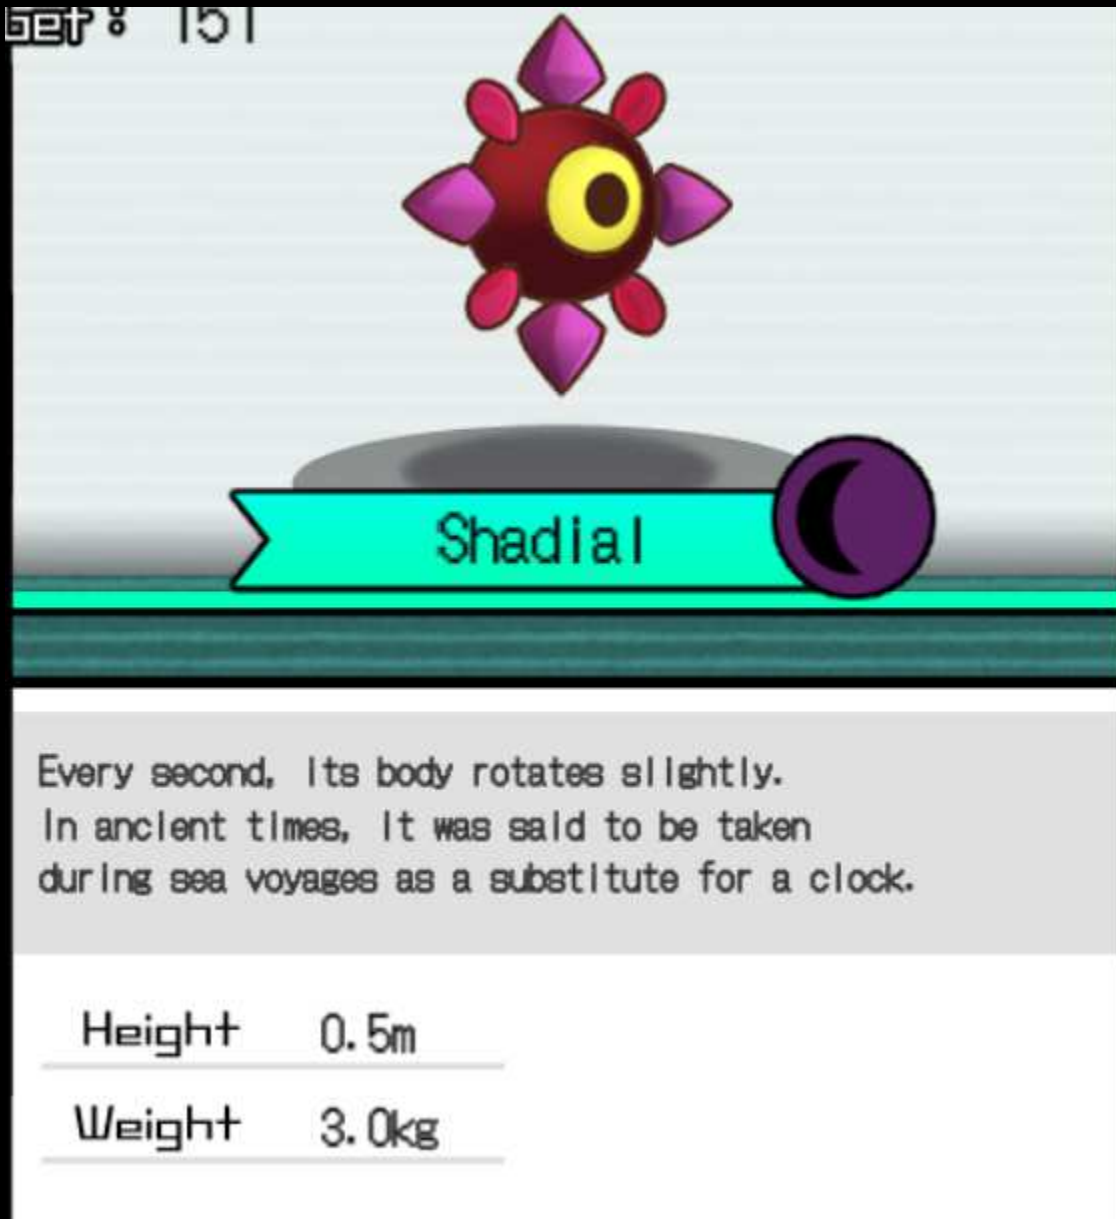 Get: 151
Shadial
Every second, its body rotates slightly.
In ancient times, it was said to be taken
during sea voyages as a substitute for a clock.
Height 0.5m
Weight 3.0kg